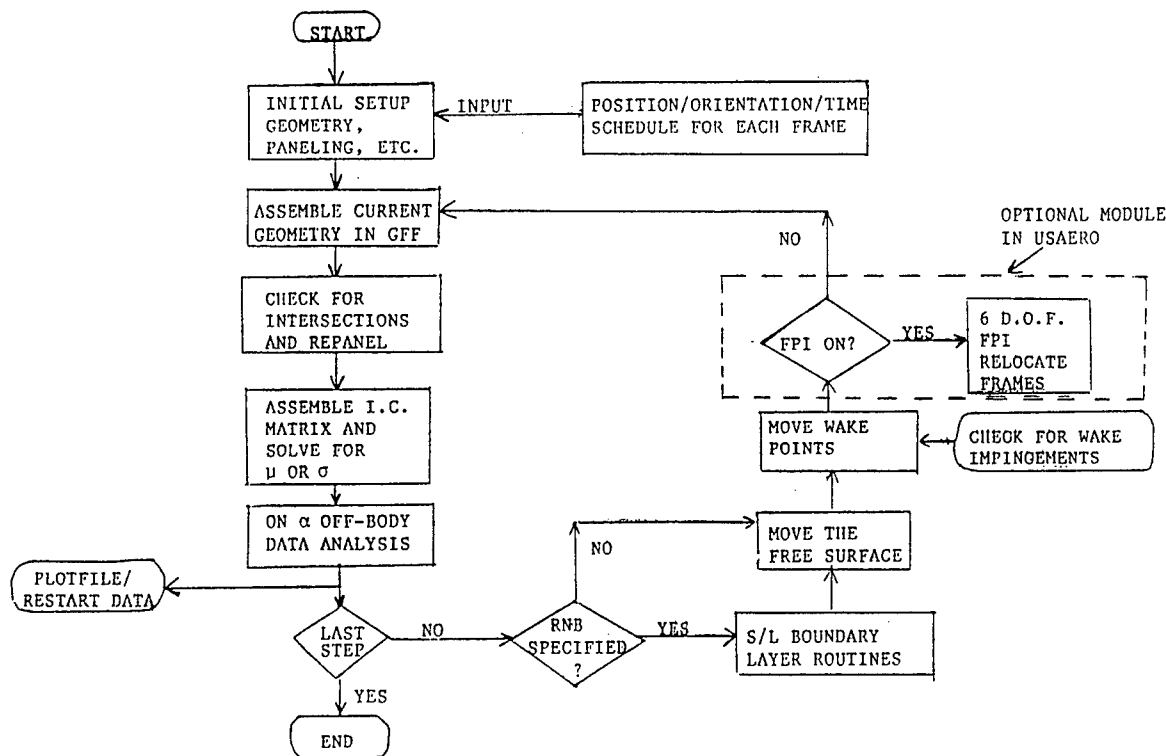 START
INITIAL SETUP
GEOMETRY,
PANELING, ETC.
INPUT
POSITION/ORIENTATION/TIME
SCHEDULE FOR EACH FRAME
ASSEMBLE CURRENT
GEOMETRY IN GFF
NO
OPTIONAL MODULE
IN USAERO
CHECK FOR
INTERSECTIONS
AND REPANEL
FPI ON?
YES
6 D.O.F.
FPI
RELOCATE
FRAMES
ASSEMBLE I.C.
MATRIX AND
SOLVE FOR
μ OR σ
MOVE WAKE
POINTS
CHECK FOR WAKE
IMPINGEMENTS
ON α OFF-BODY
DATA ANALYSIS
NO
MOVE THE
FREE SURFACE
PLOTFILE/
RESTART DATA
LAST
STEP
NO
RNB
SPECIFIED
?
YES
S/L BOUNDARY
LAYER ROUTINES
YES
END